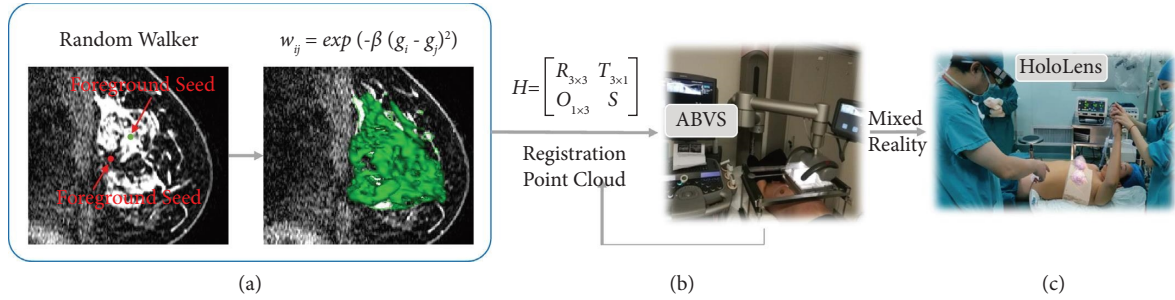 Random Walker
w_ij = exp (-β (g_i - g_j)²)
Foreground Seed
Foreground Seed
(a)
H= [ R_3×3 T_3×1
O_1×3 S ]
Registration
Point Cloud
ABVS
(b)
Mixed
Reality
HoloLens
(c)